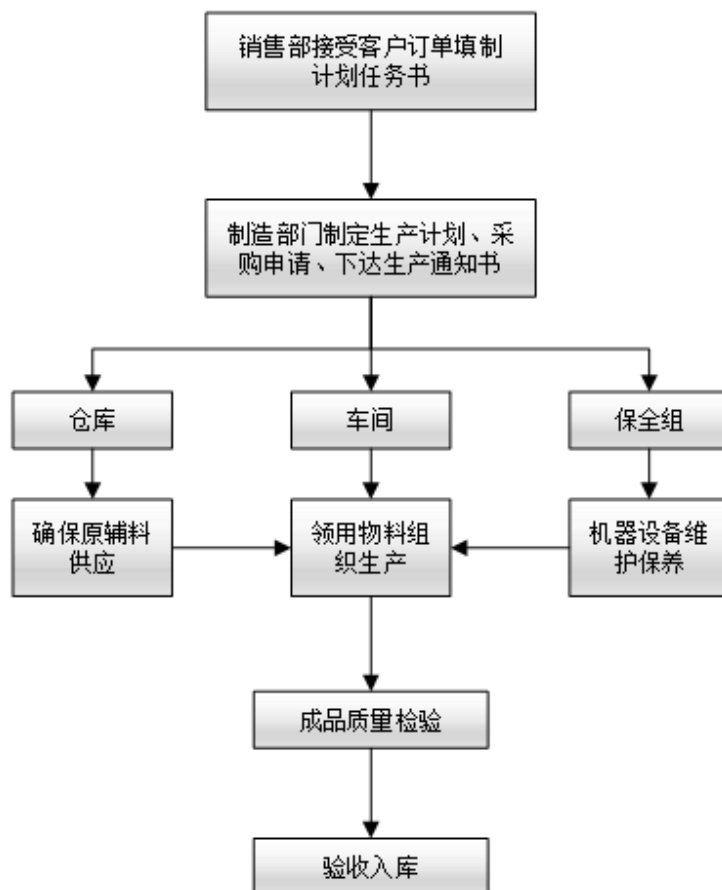 销售部接受客户订单填制
计划任务书
制造部门制定生产计划、采
购申请、下达生产通知书
仓库
车间
保全组
确保原辅料
供应
领用物料组
织生产
机器设备维
护保养
成品质量检验
验收入库